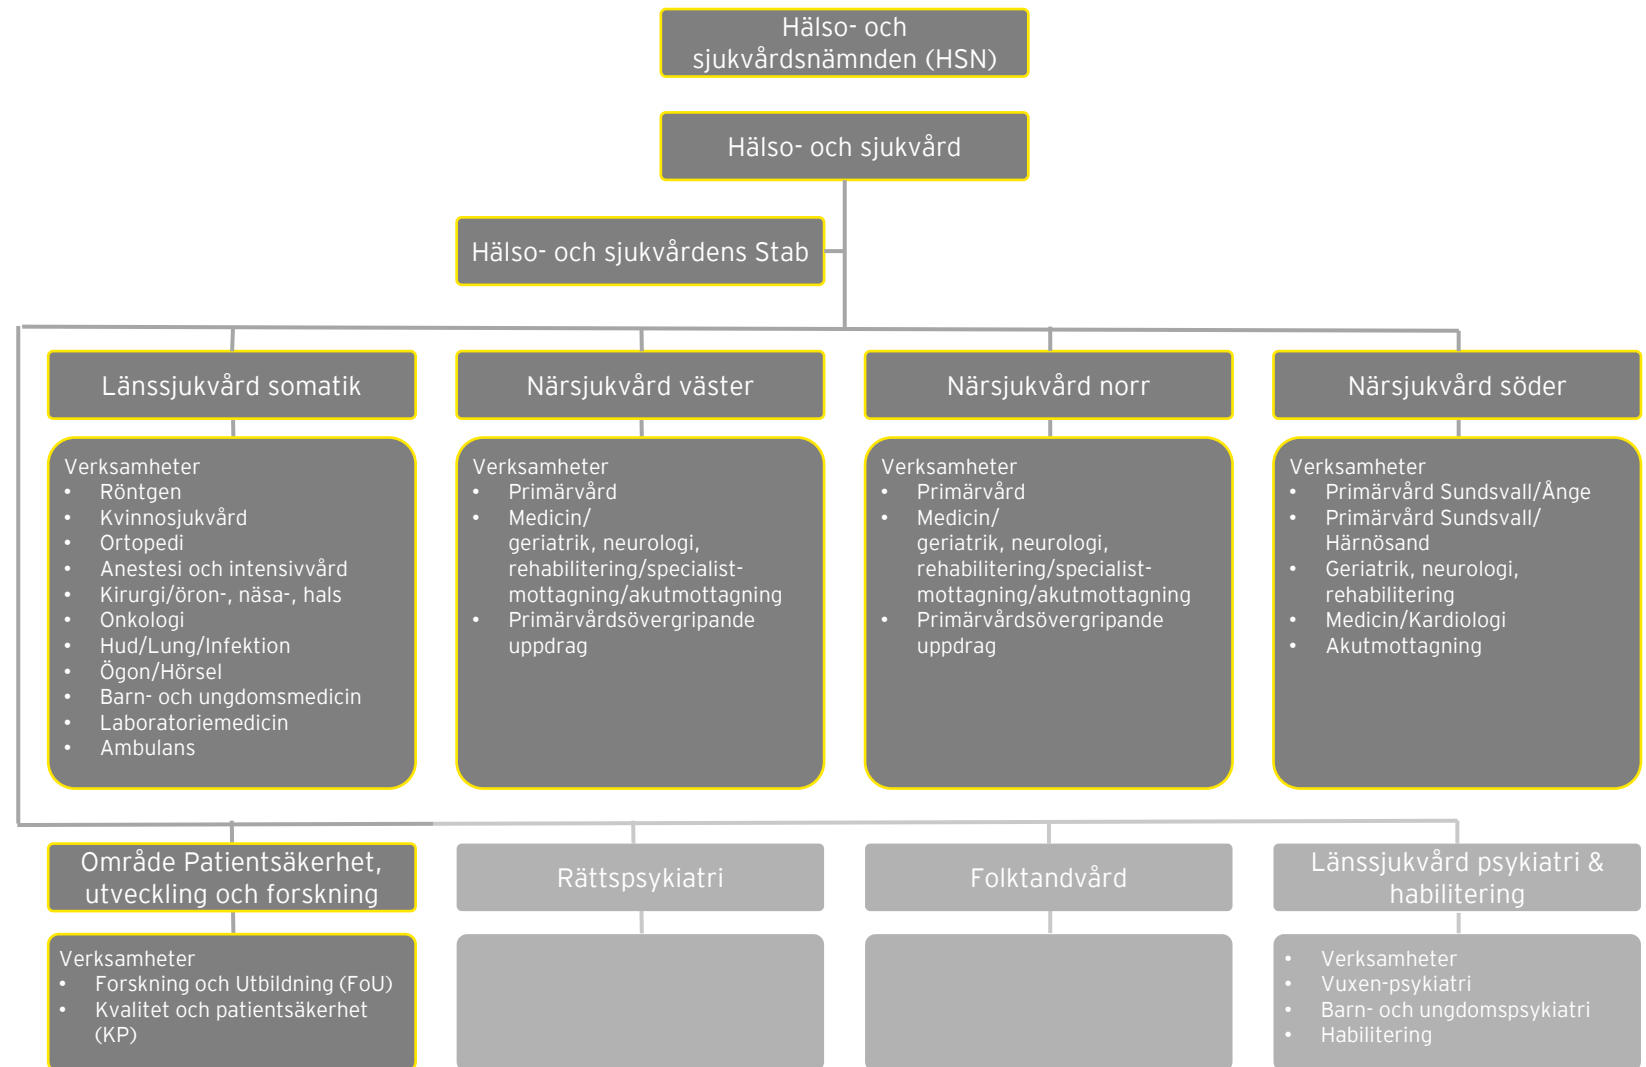 Hälso- och
sjukvårdsnämnden (HSN)
Hälso- och sjukvård
Hälso- och sjukvårdens Stab
Länssjukvård somatik
Verksamheter
• Röntgen
• Kvinnosjukvård
• Ortopedi
• Anestesi och intensivvård
• Kirurgi/öron-, näsa-, hals
• Onkologi
• Hud/Lung/Infektion
• Ögon/Hörsel
• Barn- och ungdomsmedicin
• Laboratoriemedicin
• Ambulans
Närsjukvård väster
Verksamheter
• Primärvård
• Medicin/
geriatrik, neurologi,
rehabilitering/specialist-
mottagning/akutmottagning
• Primärvårdsövergripande
uppdrag
Närsjukvård norr
Verksamheter
• Primärvård
• Medicin/
geriatrik, neurologi,
rehabilitering/specialist-
mottagning/akutmottagning
• Primärvårdsövergripande
uppdrag
Närsjukvård söder
Verksamheter
• Primärvård Sundsvall/Ånge
• Primärvård Sundsvall/
Härnösand
• Geriatrik, neurologi,
rehabilitering
• Medicin/Kardiologi
• Akutmottagning
Område Patientsäkerhet,
utveckling och forskning
Verksamheter
• Forskning och Utbildning (FoU)
• Kvalitet och patientsäkerhet
(KP)
Rättspsykiatri
Folktandvård
Länssjukvård psykiatri &
habilitering
• Verksamheter
• Vuxen-psykiatri
• Barn- och ungdomspsykiatri
• Habilitering